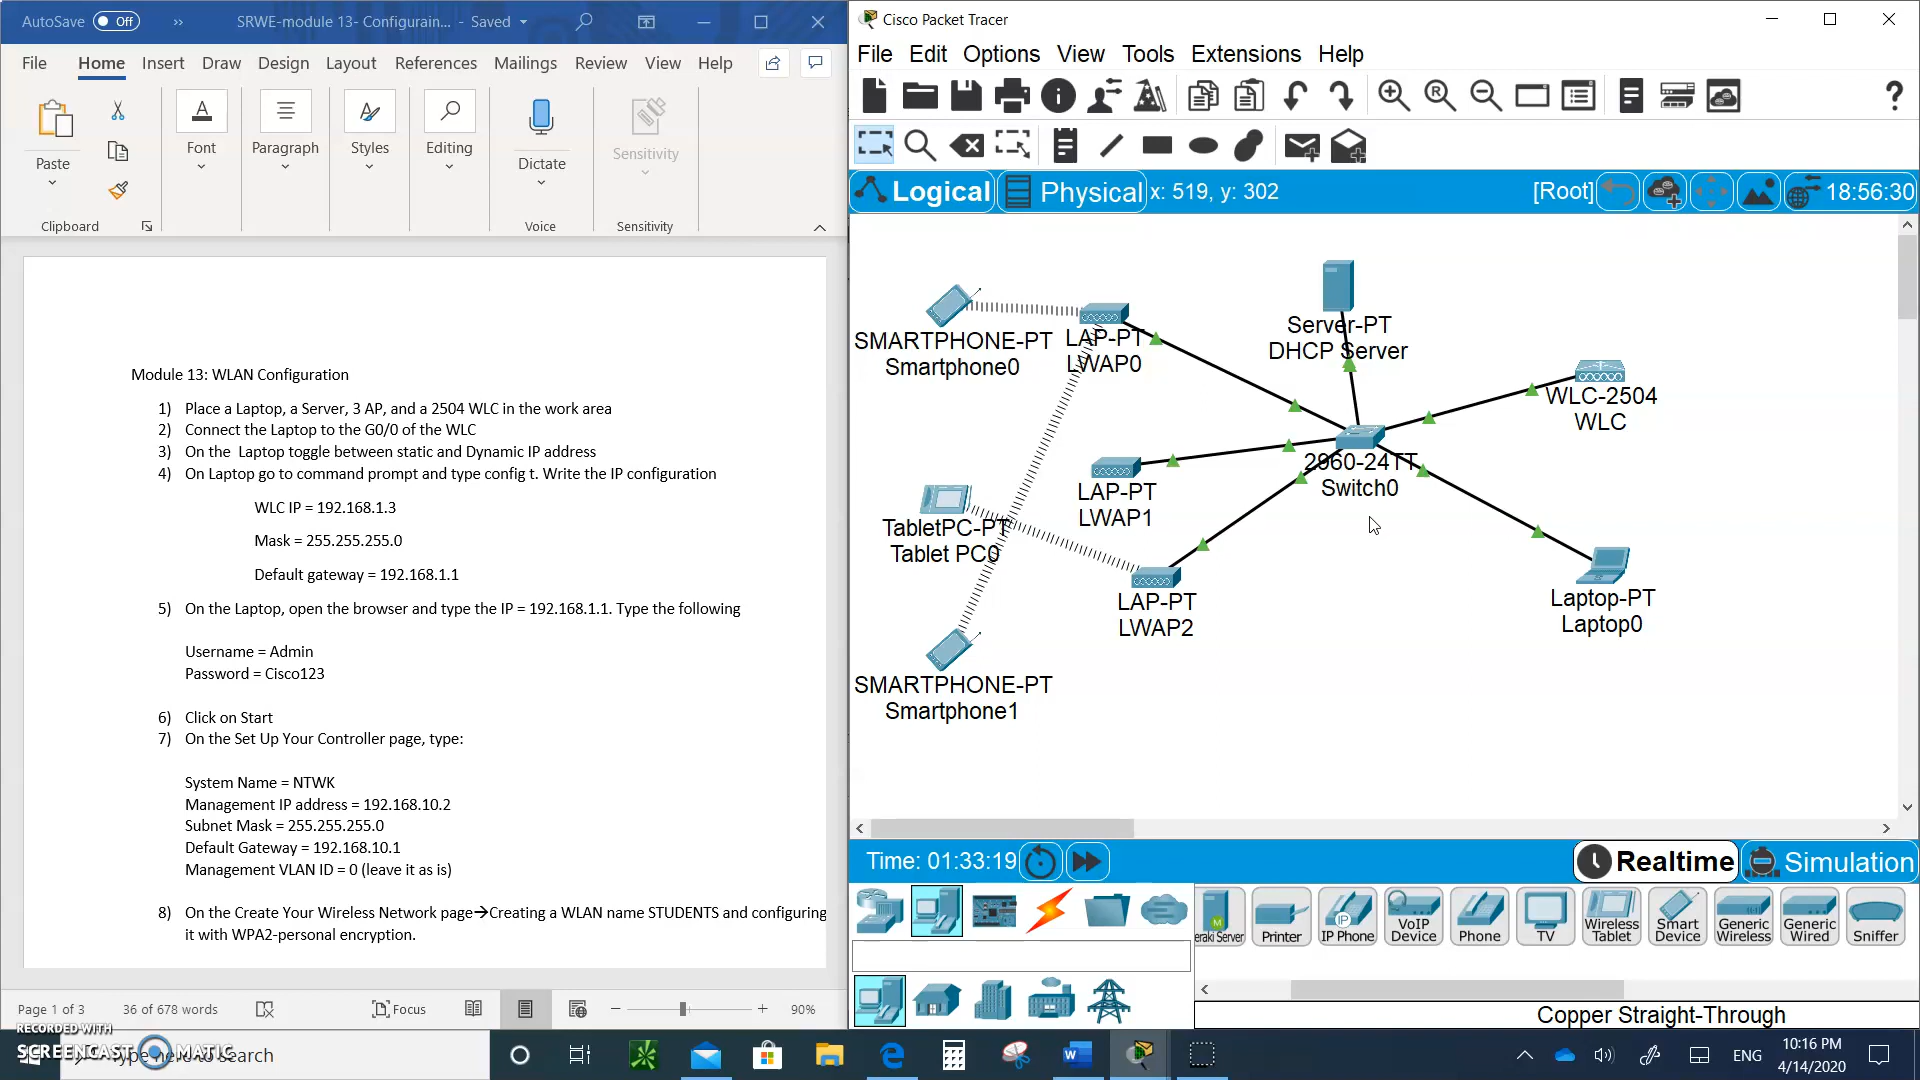 AutoSave Off
SRWE-module 13- Configurain... - Saved
File Home Insert Draw Design Layout References Mailings Review View Help
Paste
Font
Paragraph
Styles
Editing
Dictate
Sensitivity
Clipboard
Voice
Sensitivity
Module 13: WLAN Configuration
1) Place a Laptop, a Server, 3 AP, and a 2504 WLC in the work area
2) Connect the Laptop to the G0/0 of the WLC
3) On the Laptop toggle between static and Dynamic IP address
4) On Laptop go to command prompt and type config t. Write the IP configuration
WLC IP = 192.168.1.3
Mask = 255.255.255.0
Default gateway = 192.168.1.1
5) On the Laptop, open the browser and type the IP = 192.168.1.1. Type the following
Username = Admin
Password = Cisco123
6) Click on Start
7) On the Set Up Your Controller page, type:
System Name = NTWK
Management IP address = 192.168.10.2
Subnet Mask = 255.255.255.0
Default Gateway = 192.168.10.1
Management VLAN ID = 0 (leave it as is)
8) On the Create Your Wireless Network page→Creating a WLAN name STUDENTS and configuring
it with WPA2-personal encryption.
Page 1 of 3 36 of 678 words Focus 90%
Cisco Packet Tracer
File Edit Options View Tools Extensions Help
Logical Physical x: 519, y: 302 [Root] 18:56:30
SMARTPHONE-PT
Smartphone0
LAP-PT
LWAP0
Server-PT
DHCP Server
WLC-2504
WLC
2960-24TT
Switch0
LAP-PT
LWAP1
TabletPC-PT
Tablet PC0
LAP-PT
LWAP2
Laptop-PT
Laptop0
SMARTPHONE-PT
Smartphone1
Time: 01:33:19 Realtime Simulation
eraki Server
Printer
IP
IP Phone
VoIP
Device
Phone
TV
Wireless
Tablet
Smart
Device
Generic
Wireless
Generic
Wired
Sniffer
Copper Straight-Through
RECORDED WITH
SCREENCAST MATIC
Type here to search
ENG
10:16 PM
4/14/2020